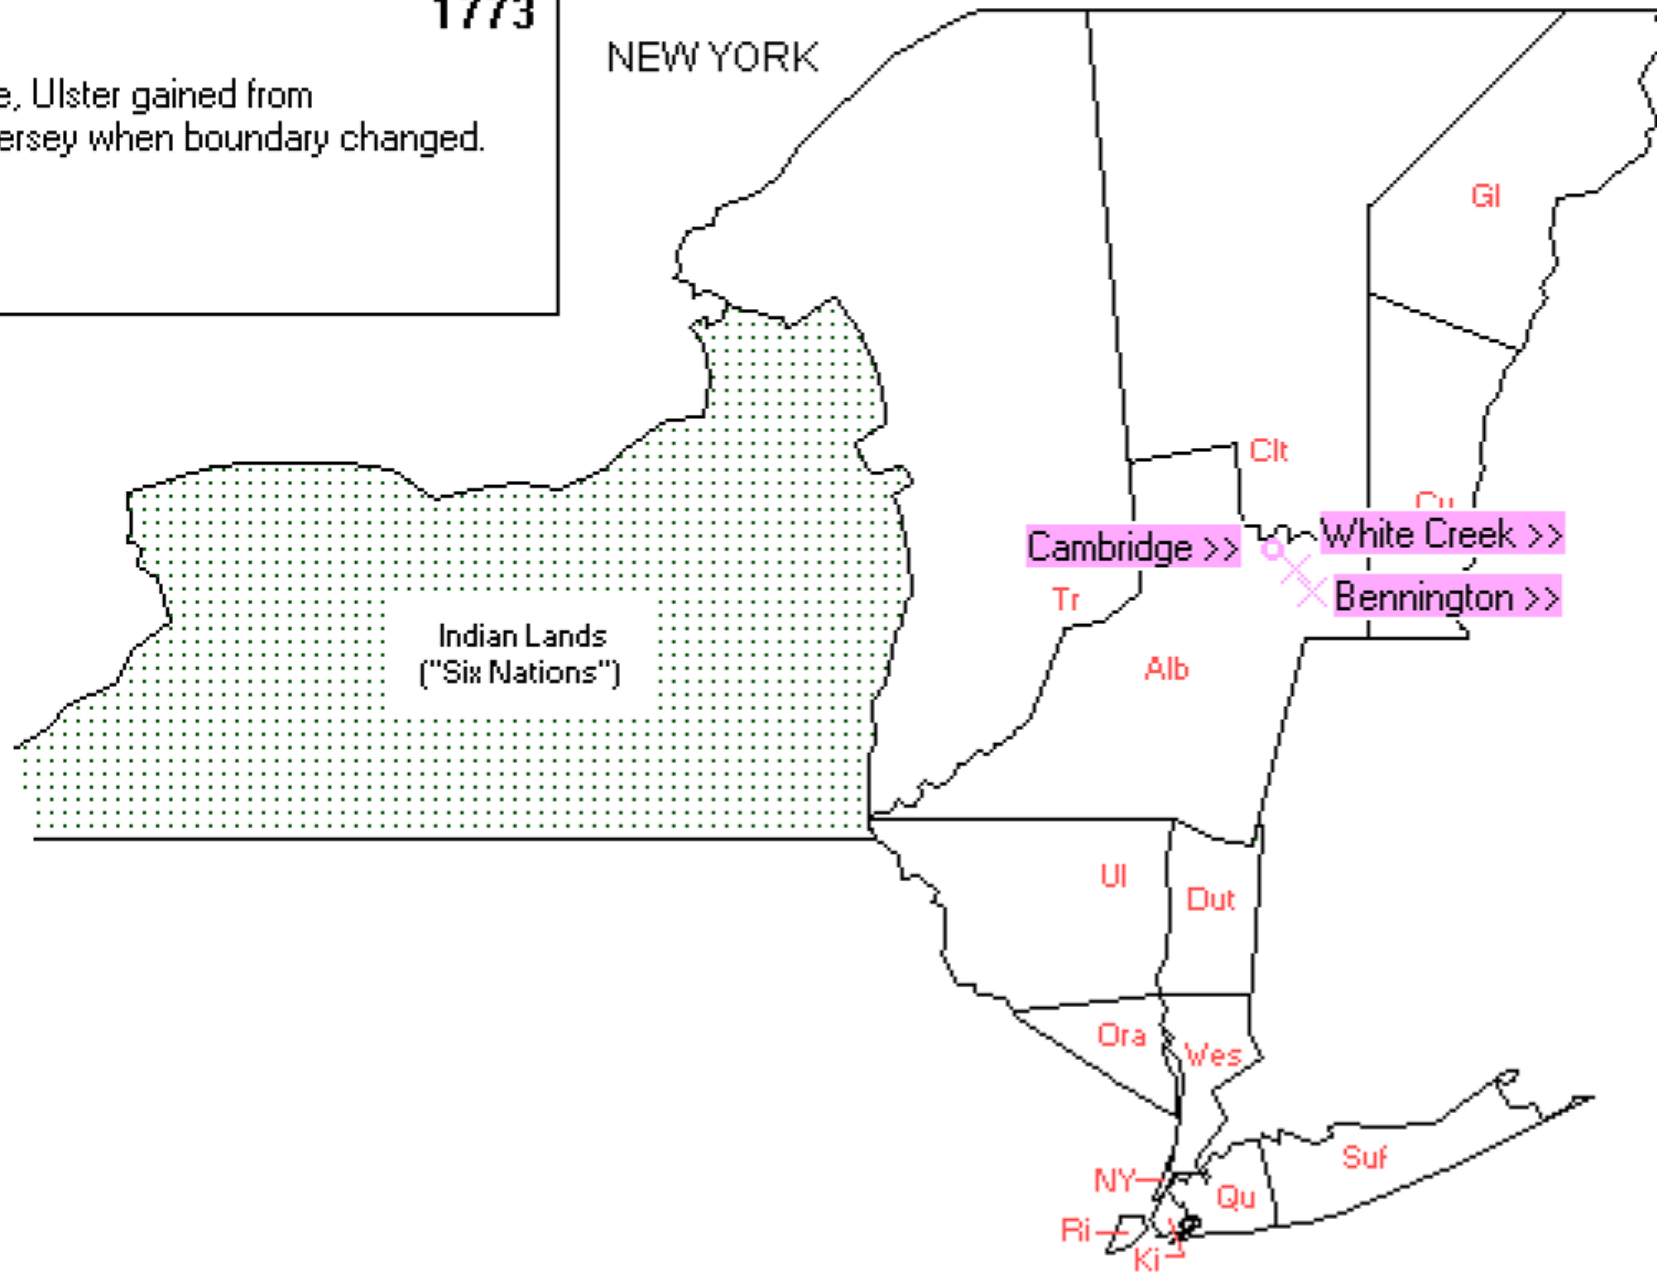 1773
e, Ulster gained from
ersey when boundary changed.
NEW YORK
Gl
Clt
Cu
Cambridge >>
White Creek >>
Bennington >>
Tr
Indian Lands
("Six Nations")
Alb
Ul
Dut
Ora
Wes
Suf
NY
Qu
Ri
Ki